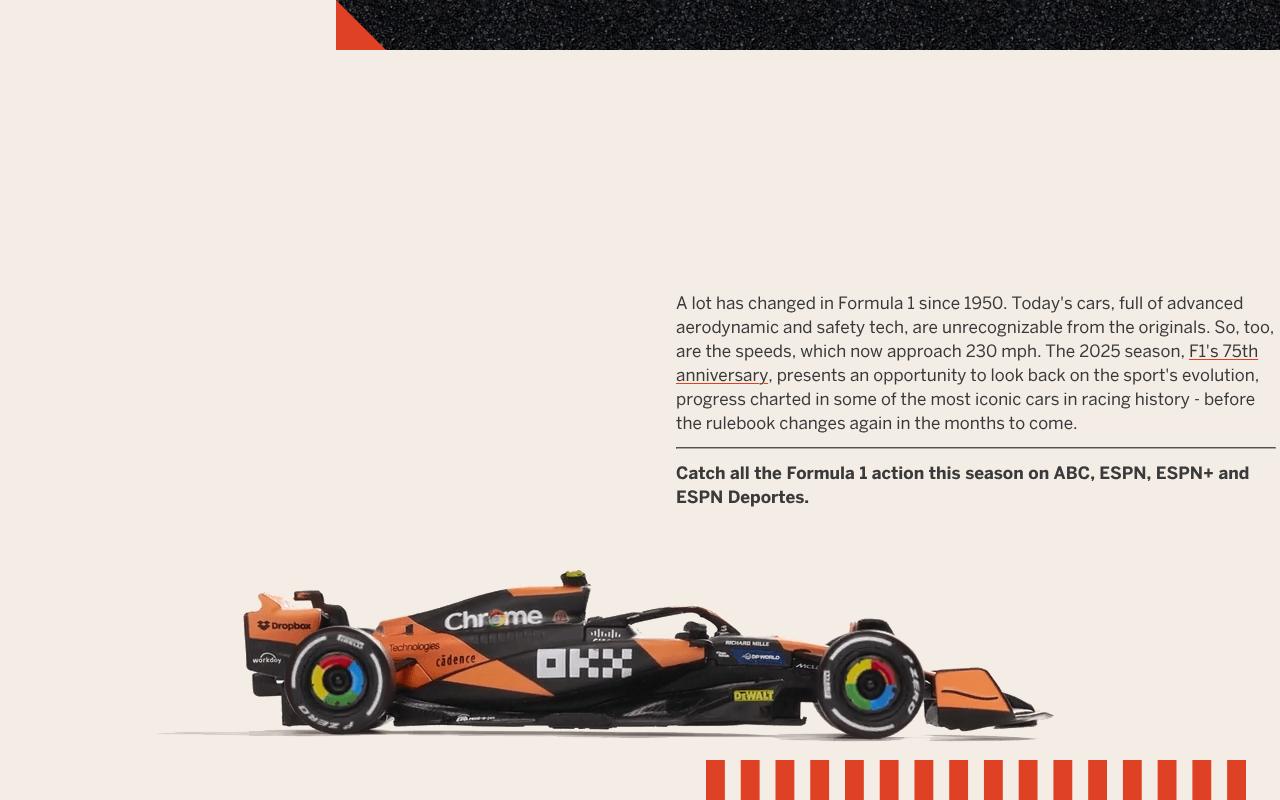 A lot has changed in Formula 1 since 1950. Today's cars, full of advanced
aerodynamic and safety tech, are unrecognizable from the originals. So, too,
are the speeds, which now approach 230 mph. The 2025 season, F1's 75th
anniversary, presents an opportunity to look back on the sport's evolution,
progress charted in some of the most iconic cars in racing history - before
the rulebook changes again in the months to come.
Catch all the Formula 1 action this season on ABC, ESPN, ESPN+ and
ESPN Deportes.
Chrome
Dropbox
workday
Technologies
cādence
OKX
RICHARD MILLE
DP WORLD
DEWALT
PIRELLI
P ZERO
ZERO